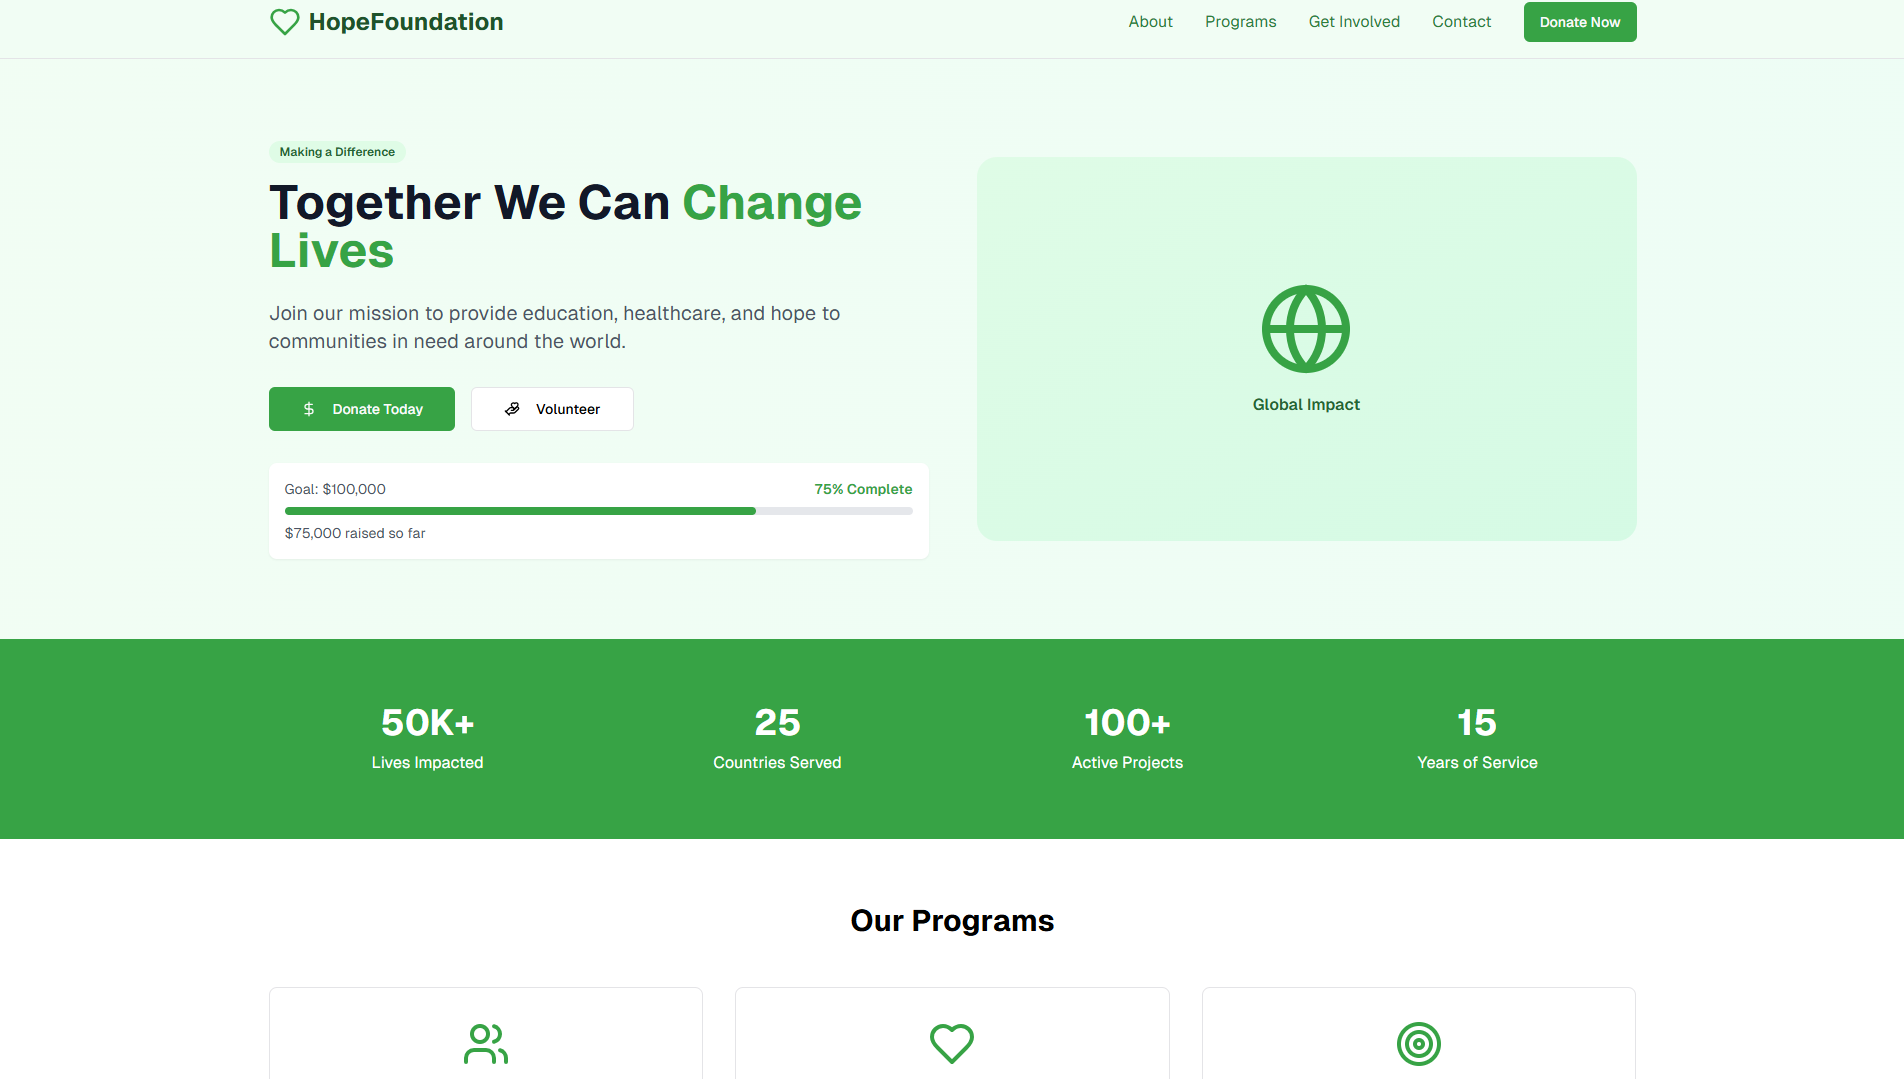 HopeFoundation
About
Programs
Get Involved
Contact
Donate Now
Making a Difference
Together We Can Change
Lives
Join our mission to provide education, healthcare, and hope to
communities in need around the world.
Donate Today
Volunteer
Goal: $100,000
75% Complete
$75,000 raised so far
Global Impact
50K+
Lives Impacted
25
Countries Served
100+
Active Projects
15
Years of Service
Our Programs